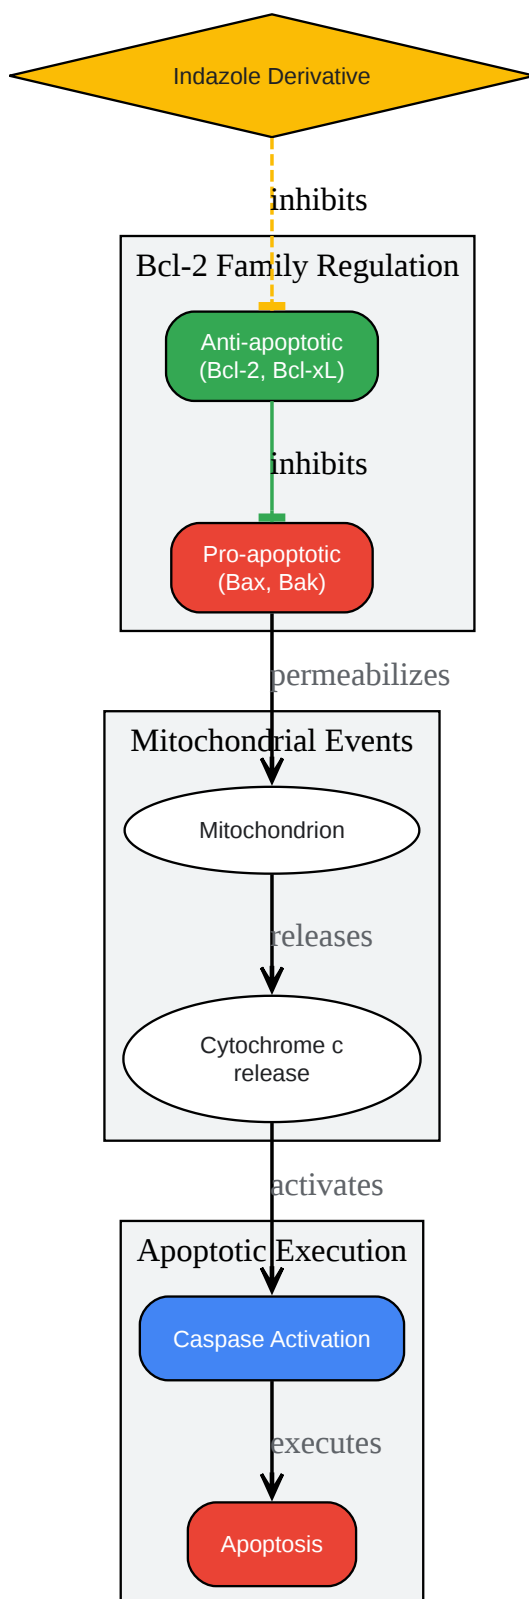 Indazole Derivative
inhibits
Bcl-2 Family Regulation
Anti-apoptotic
(Bcl-2, Bcl-xL)
inhibits
Pro-apoptotic
(Bax, Bak)
permeabilizes
Mitochondrial Events
Mitochondrion
releases
Cytochrome c
release
activates
Apoptotic Execution
Caspase Activation
executes
Apoptosis